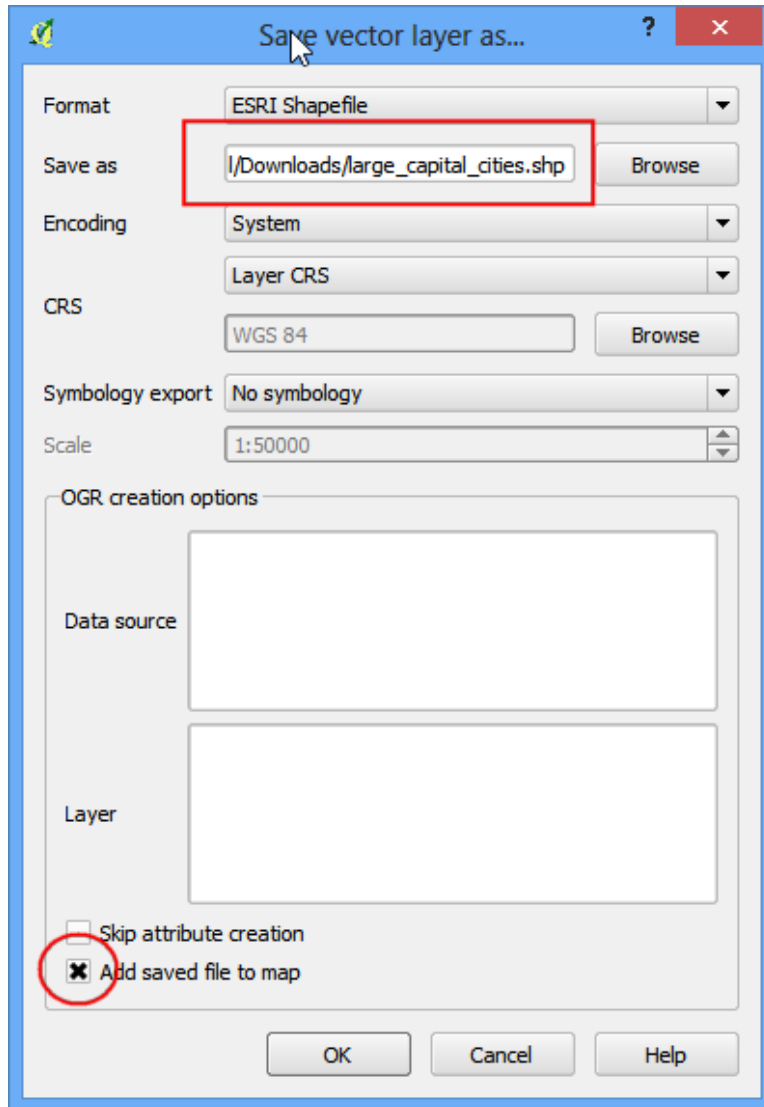 Save vector layer as...
?
Format ESRI Shapefile
Save as l/Downloads/large_capital_cities.shp Browse
Encoding System
Layer CRS
CRS
WGS 84 Browse
Symbology export No symbology
Scale 1:50000
OGR creation options
Data source
Layer
Skip attribute creation
Add saved file to map
OK Cancel Help